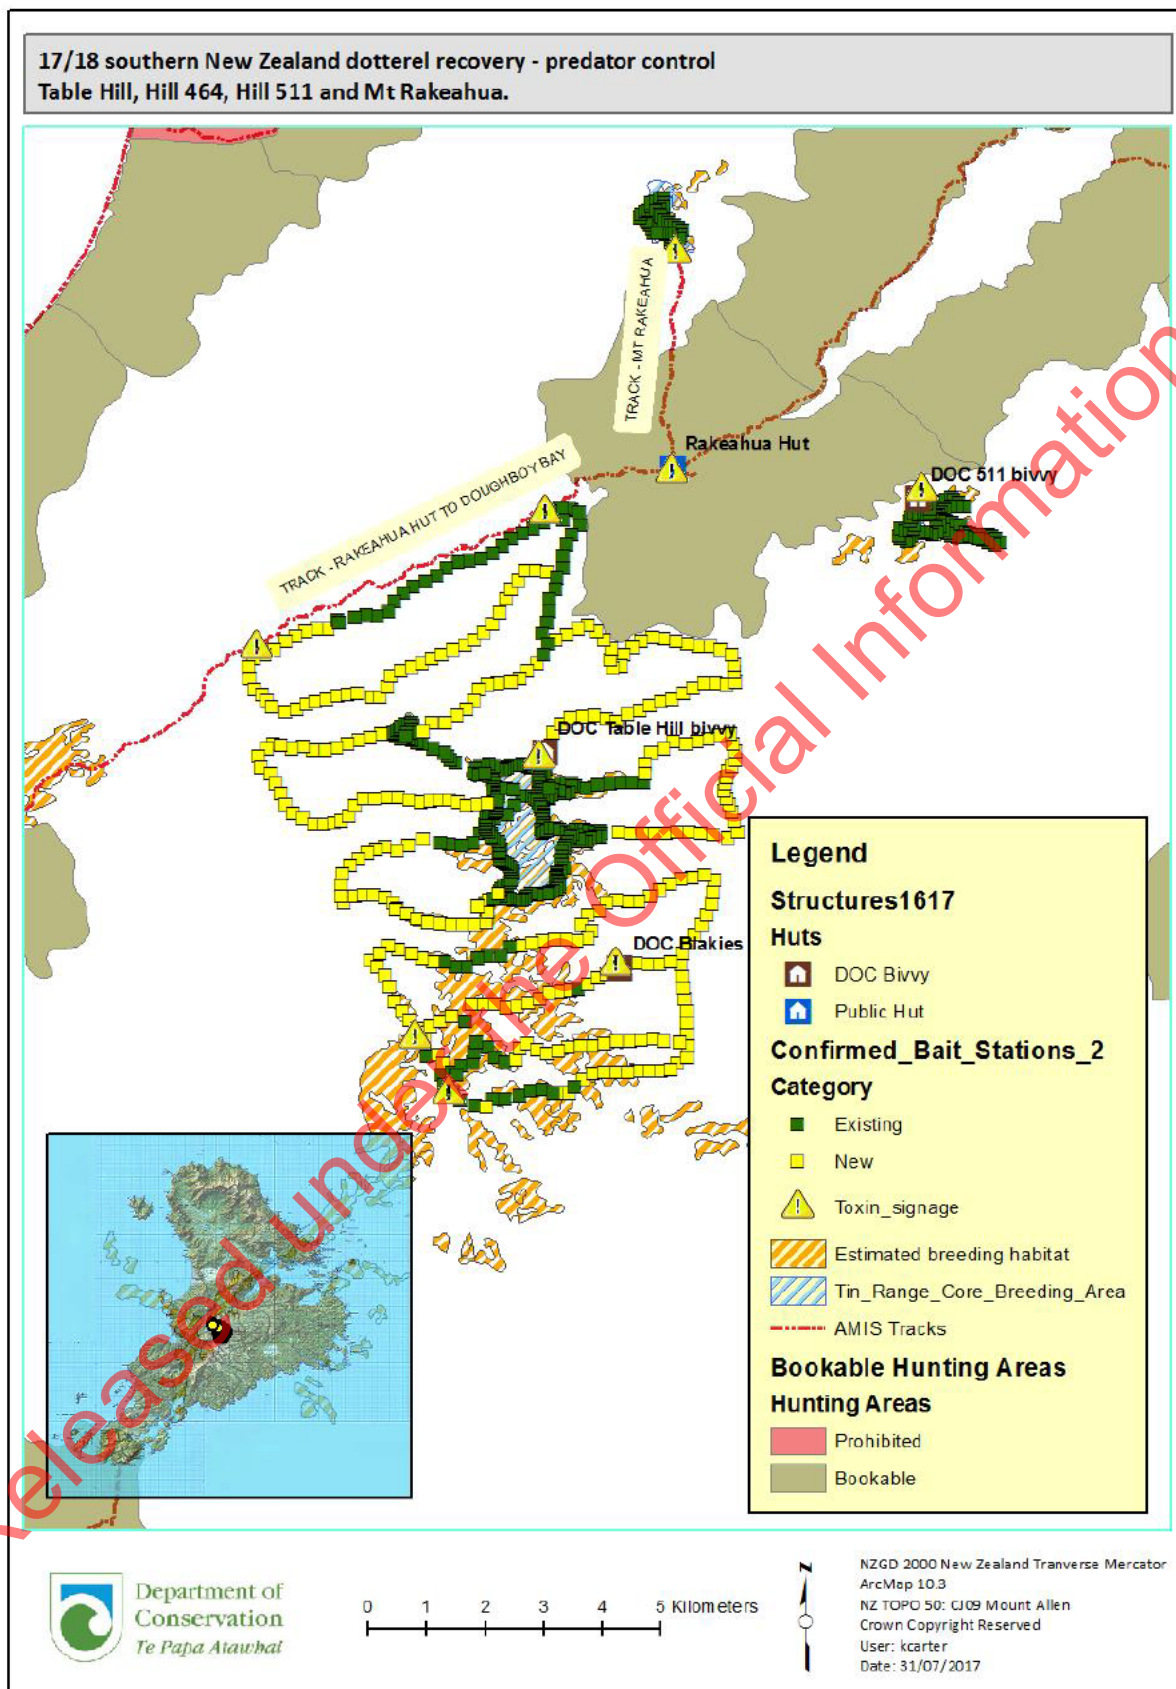 17/18 southern New Zealand dotterel recovery - predator control
Table Hill, Hill 464, Hill 511 and Mt Rakeahua.
TRACK - MT RAKEAHUA
Rakeahua Hut
DOC 511 bivvy
TRACK - RAKEAHUA HUT TO DOUGHBOY BAY
DOC Table Hill bivvy
DOC Blakies
Released under the Official Information
Legend
Structures1617
Huts
DOC Bivvy
Public Hut
Confirmed_Bait_Stations_2
Category
Existing
New
Toxin_signage
Estimated breeding habitat
Tin_Range_Core_Breeding_Area
AMIS Tracks
Bookable Hunting Areas
Hunting Areas
Prohibited
Bookable
Department of
Conservation
Te Papa Atawhai
0 1 2 3 4 5 Kilometers
N
NZGD 2000 New Zealand Tranverse Mercator
ArcMap 10.3
NZ TOPO 50: CJ09 Mount Allen
Crown Copyright Reserved
User: kcarter
Date: 31/07/2017